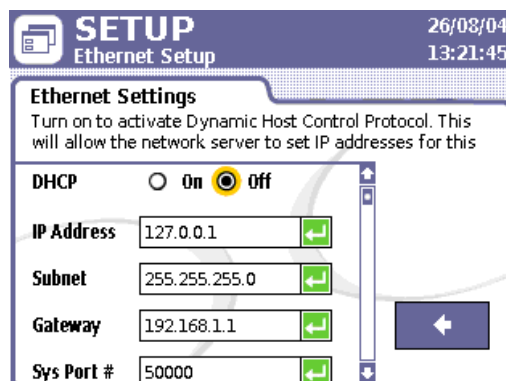 SETUP
26/08/04
Ethernet Setup
13:21:45
Ethernet Settings
Turn on to activate Dynamic Host Control Protocol. This
will allow the network server to set IP addresses for this
DHCP On Off
IP Address 127.0.0.1
Subnet 255.255.255.0
Gateway 192.168.1.1
Sys Port # 50000